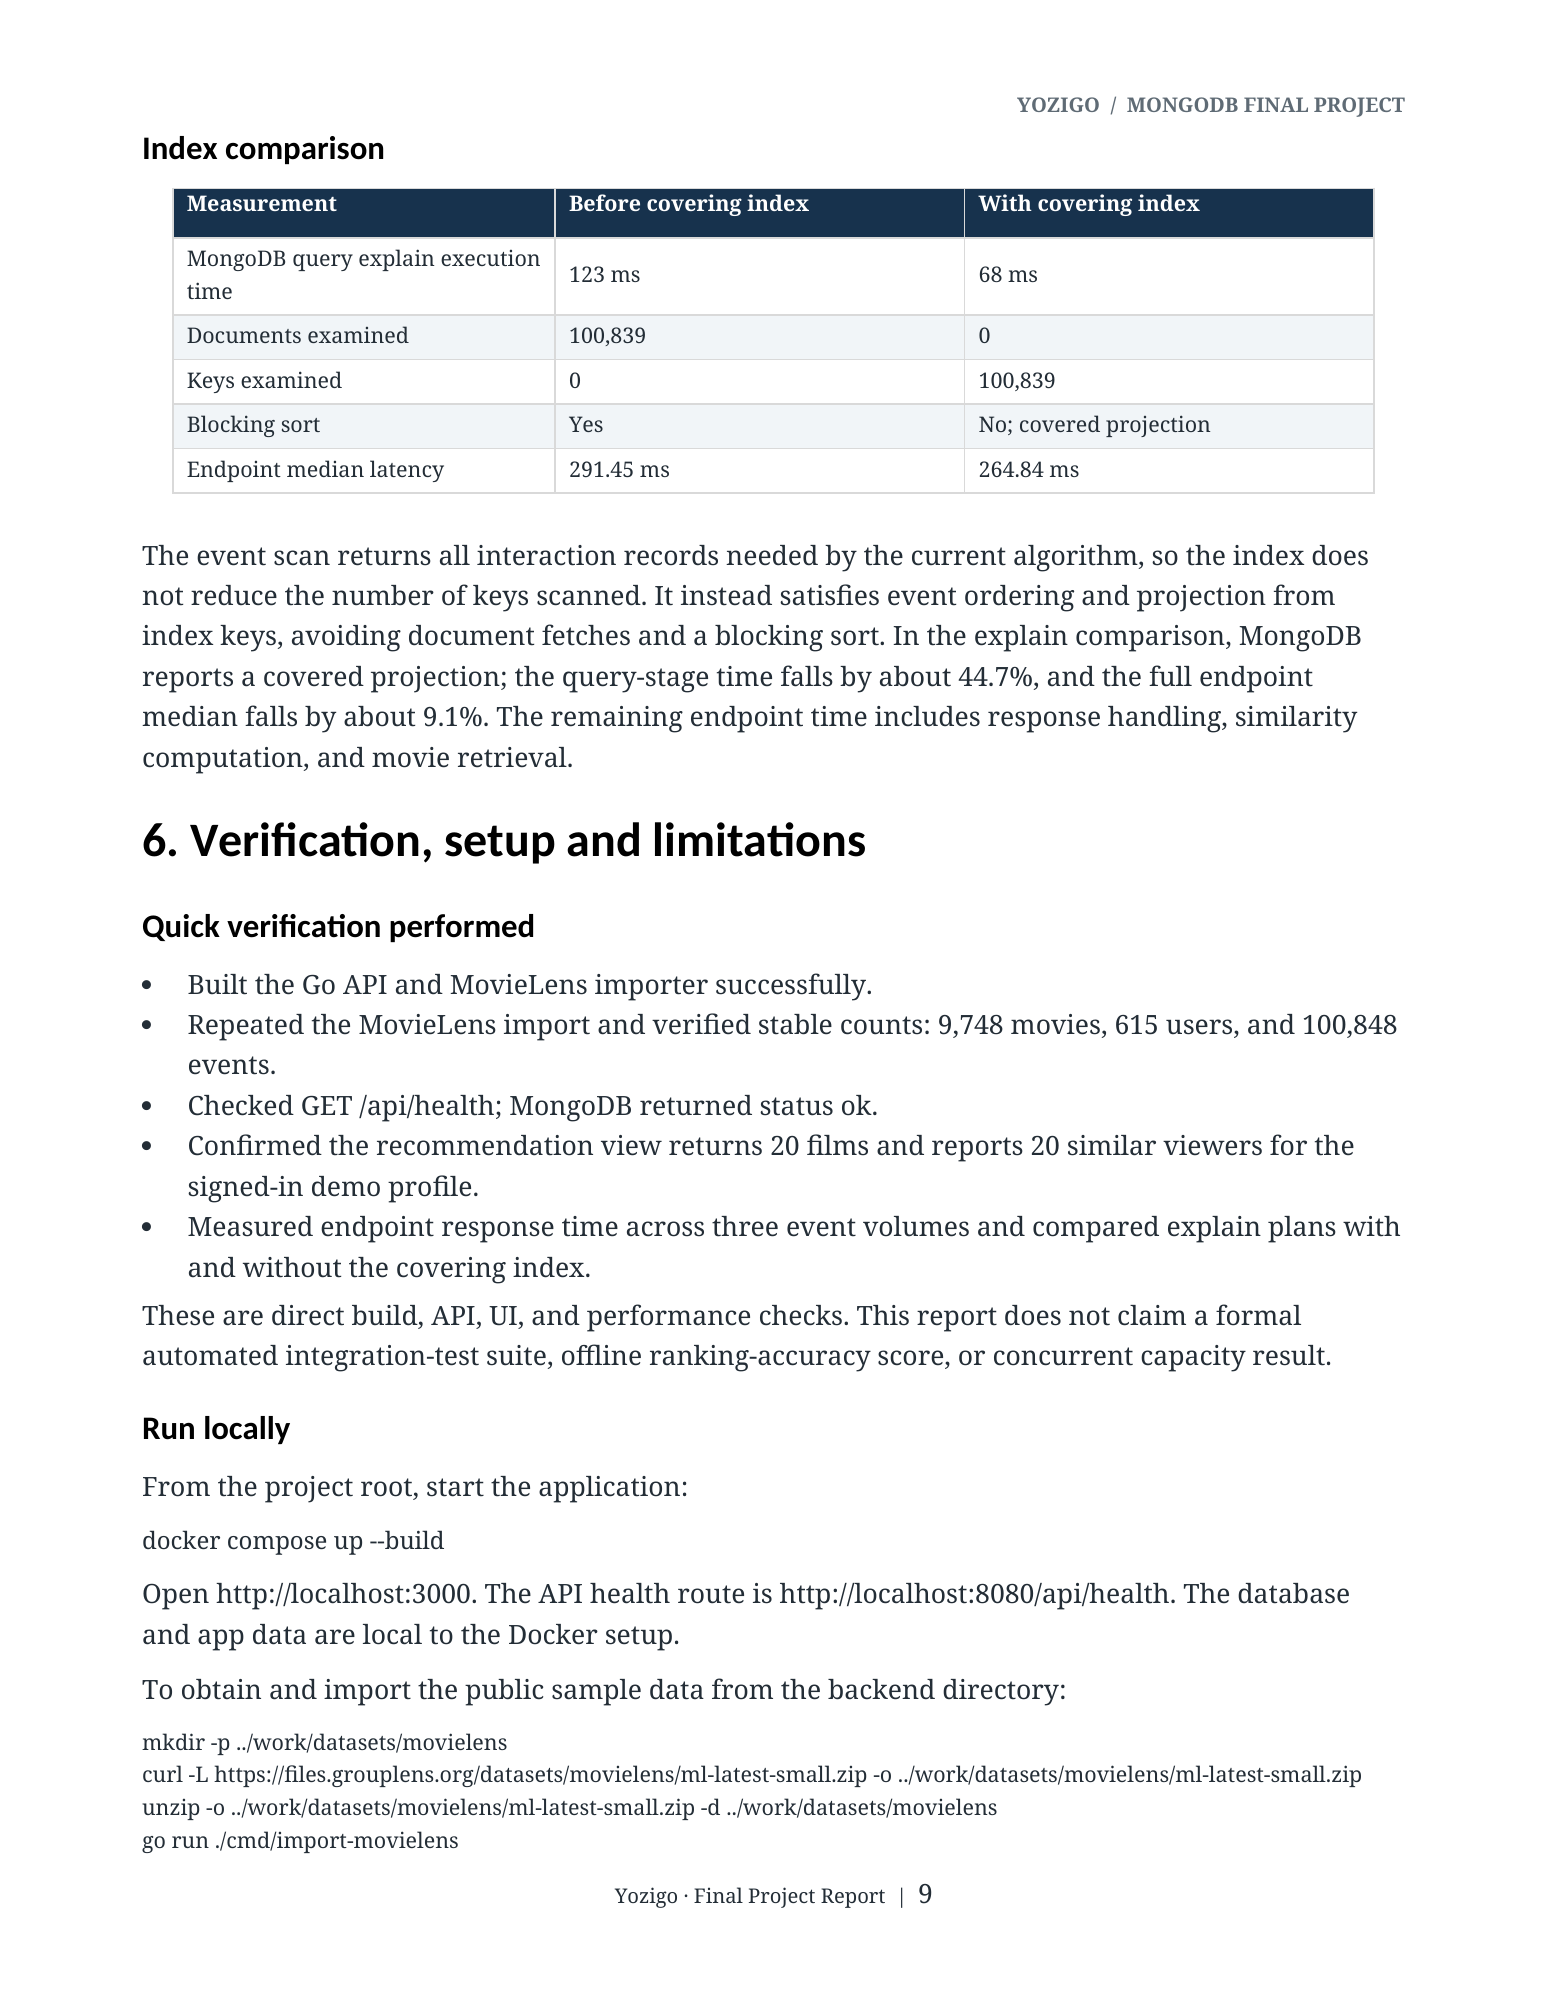 YOZIGO / MONGODB FINAL PROJECT
Index comparison
Measurement Before covering index With covering index
MongoDB query explain execution
time 123 ms 68 ms
Documents examined 100,839 0
Keys examined 0 100,839
Blocking sort Yes No; covered projection
Endpoint median latency 291.45 ms 264.84 ms
The event scan returns all interaction records needed by the current algorithm, so the index does
not reduce the number of keys scanned. It instead satisfies event ordering and projection from
index keys, avoiding document fetches and a blocking sort. In the explain comparison, MongoDB
reports a covered projection; the query-stage time falls by about 44.7%, and the full endpoint
median falls by about 9.1%. The remaining endpoint time includes response handling, similarity
computation, and movie retrieval.
6. Verification, setup and limitations
Quick verification performed
• Built the Go API and MovieLens importer successfully.
• Repeated the MovieLens import and verified stable counts: 9,748 movies, 615 users, and 100,848
events.
• Checked GET /api/health; MongoDB returned status ok.
• Confirmed the recommendation view returns 20 films and reports 20 similar viewers for the
signed-in demo profile.
• Measured endpoint response time across three event volumes and compared explain plans with
and without the covering index.
These are direct build, API, UI, and performance checks. This report does not claim a formal
automated integration-test suite, offline ranking-accuracy score, or concurrent capacity result.
Run locally
From the project root, start the application:
docker compose up --build
Open http://localhost:3000. The API health route is http://localhost:8080/api/health. The database
and app data are local to the Docker setup.
To obtain and import the public sample data from the backend directory:
mkdir -p ../work/datasets/movielens
curl -L https://files.grouplens.org/datasets/movielens/ml-latest-small.zip -o ../work/datasets/movielens/ml-latest-small.zip
unzip -o ../work/datasets/movielens/ml-latest-small.zip -d ../work/datasets/movielens
go run ./cmd/import-movielens
Yozigo · Final Project Report | 9